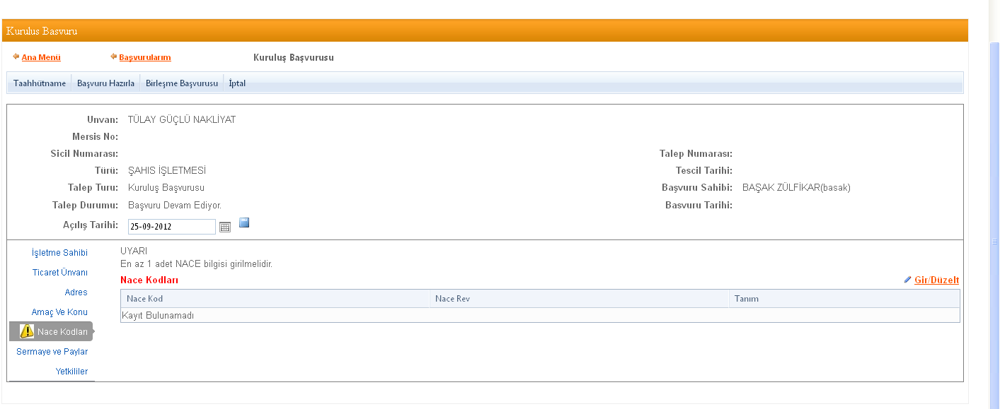 Kurulus Basvuru
Ana Menü Başvurularım Kuruluş Başvurusu
Taahhütname Başvuru Hazırla Birleşme Başvurusu İptal
Unvan: TÜLAY GÜÇLÜ NAKLİYAT
Mersis No:
Sicil Numarası: Talep Numarası:
Türü: ŞAHIS İŞLETMESİ Tescil Tarihi:
Talep Turu: Kuruluş Başvurusu Başvuru Sahibi: BAŞAK ZÜLFİKAR(basak)
Talep Durumu: Başvuru Devam Ediyor. Basvuru Tarihi:
Açılış Tarihi: 25-09-2012
İşletme Sahibi
Ticaret Ünvanı
Adres
Amaç Ve Konu
Nace Kodları
Sermaye ve Paylar
Yetkililer
UYARI
En az 1 adet NACE bilgisi girilmelidir.
Nace Kodları Gir/Düzelt
Nace Kod Nace Rev Tanım
Kayıt Bulunamadı